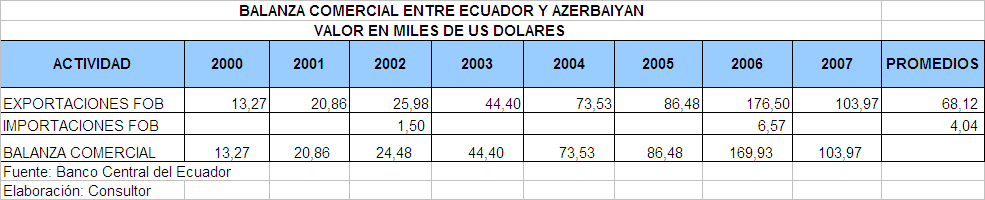 BALANZA COMERCIAL ENTRE ECUADOR Y AZERBAIYAN
VALOR EN MILES DE US DOLARES
ACTIVIDAD 2000 2001 2002 2003 2004 2005 2006 2007 PROMEDIOS
EXPORTACIONES FOB 13,27 20,86 25,98 44,40 73,53 86,48 176,50 103,97 68,12
IMPORTACIONES FOB 1,50 6,57 4,04
BALANZA COMERCIAL 13,27 20,86 24,48 44,40 73,53 86,48 169,93 103,97
Fuente: Banco Central del Ecuador
Elaboración: Consultor